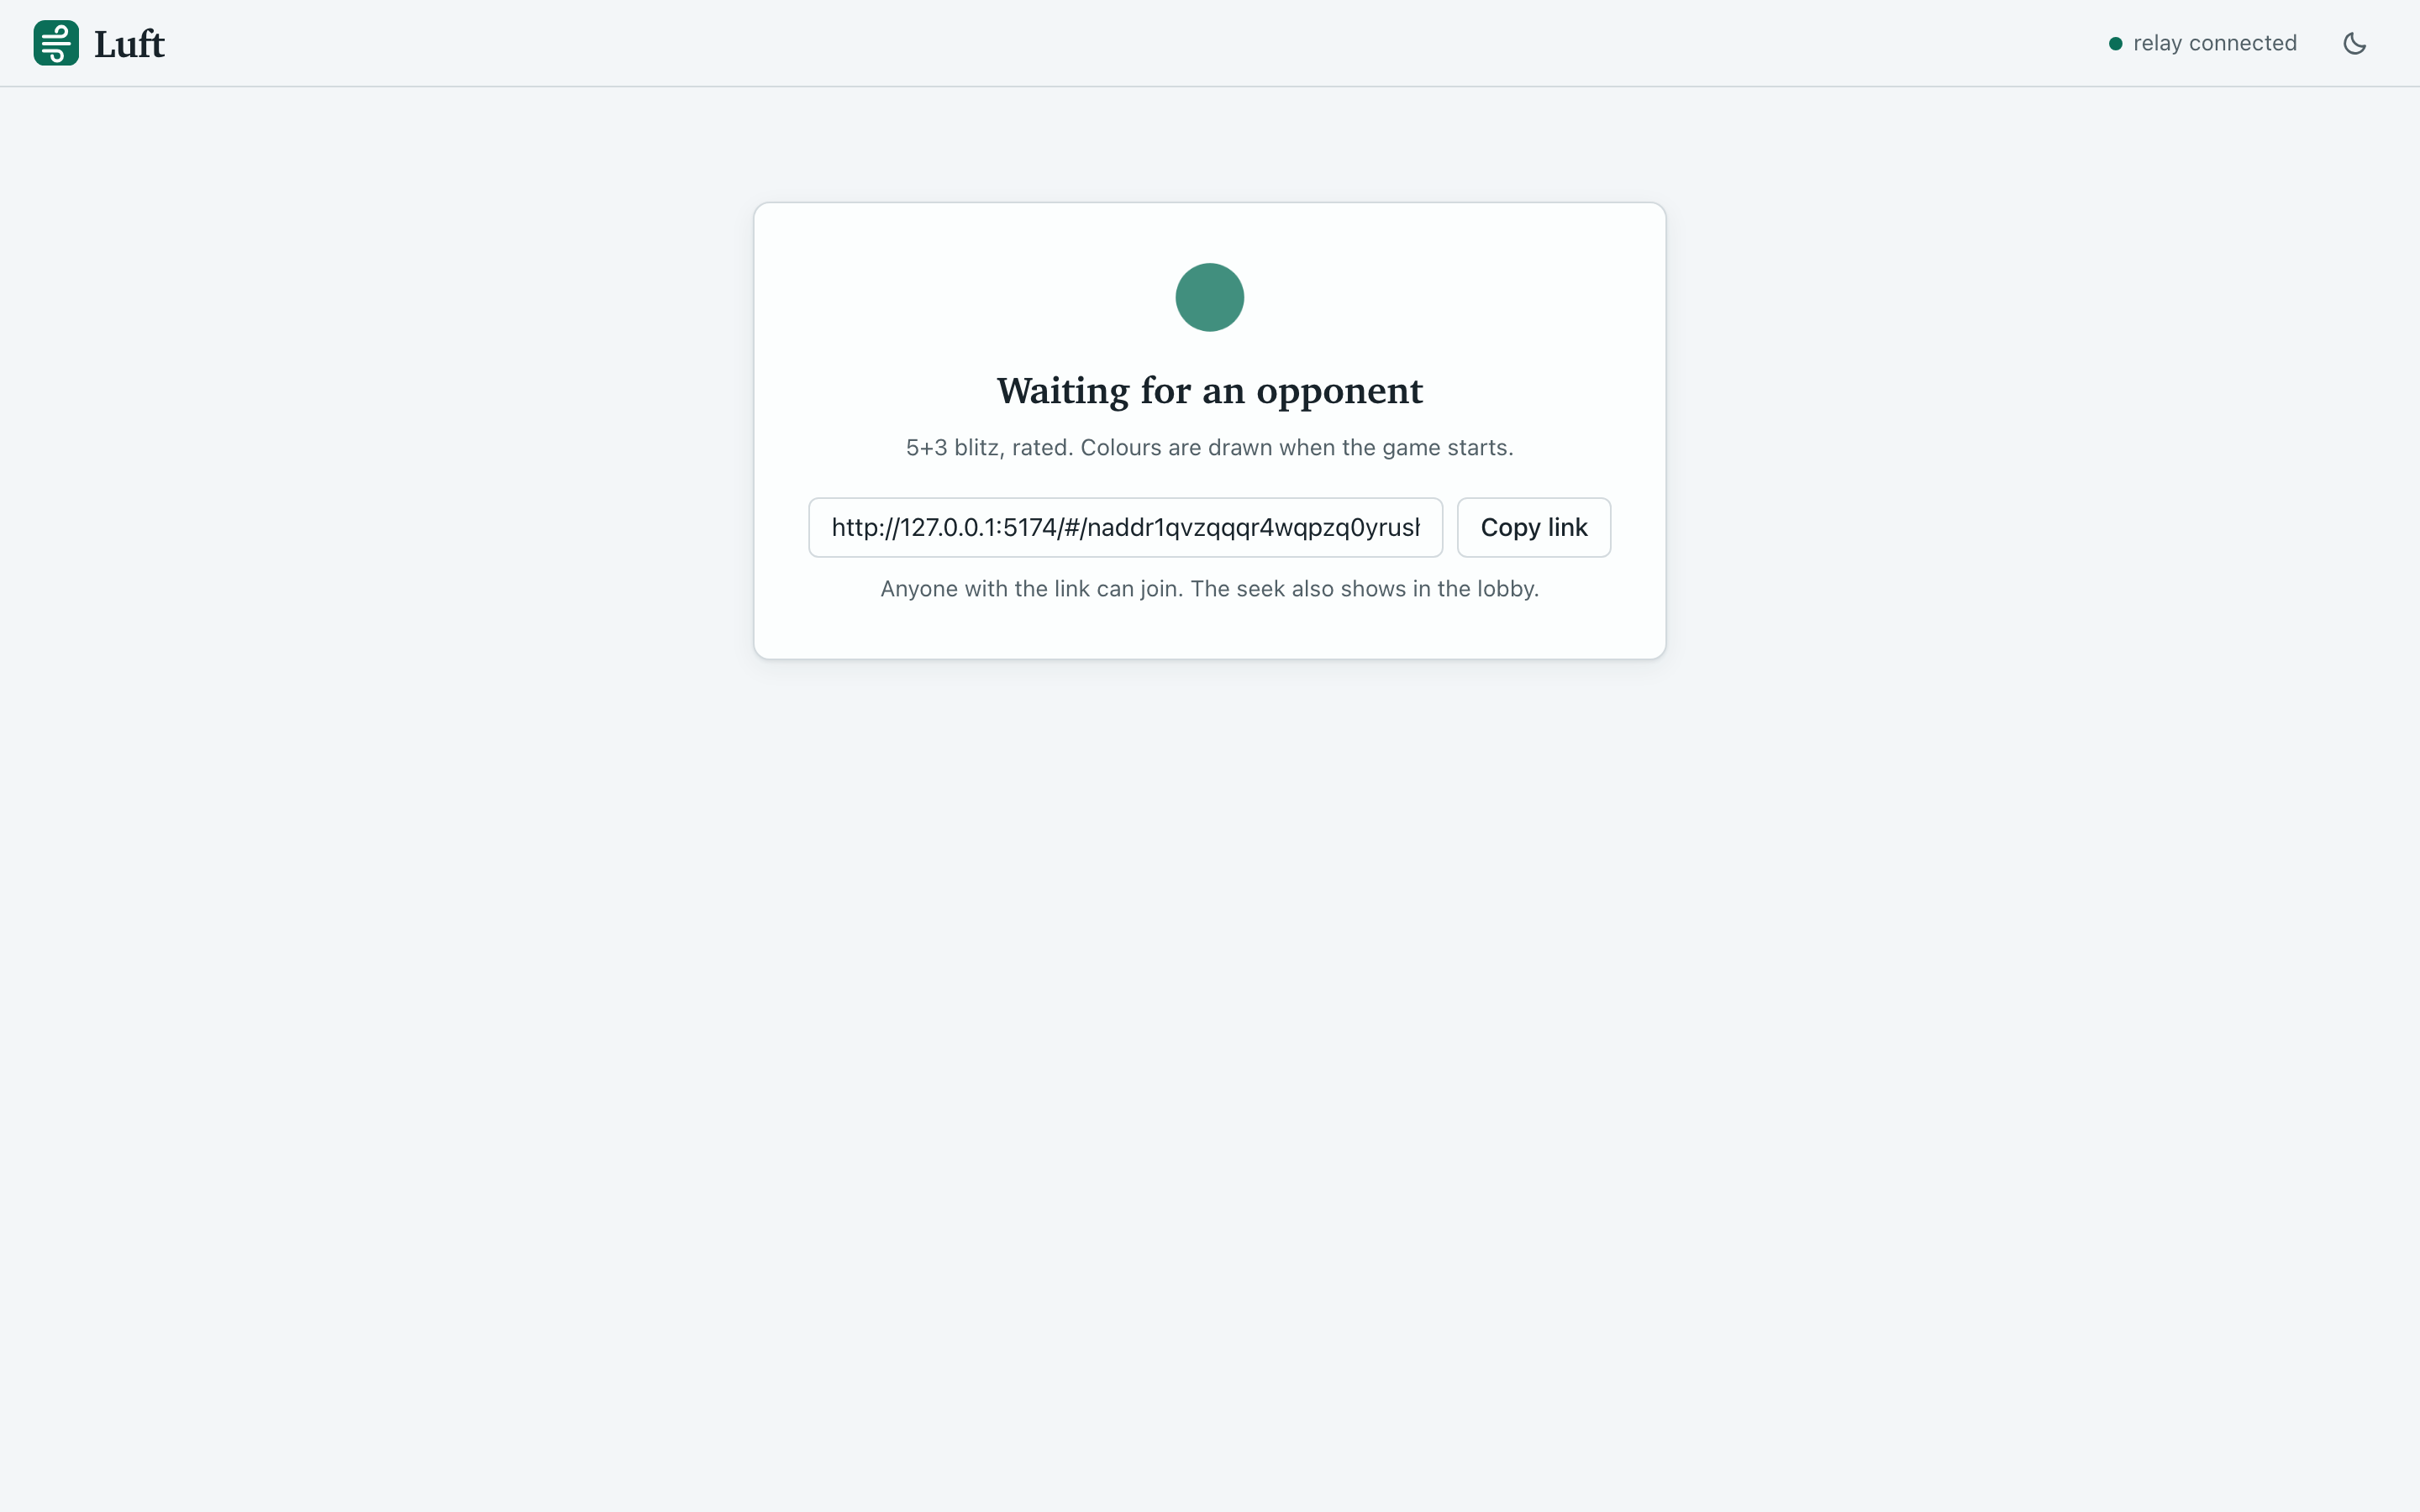 Luft
relay connected
Waiting for an opponent
5+3 blitz, rated. Colours are drawn when the game starts.
http://127.0.0.1:5174/#/naddr1qvzqqqr4wqpzq0yrush
Copy link
Anyone with the link can join. The seek also shows in the lobby.